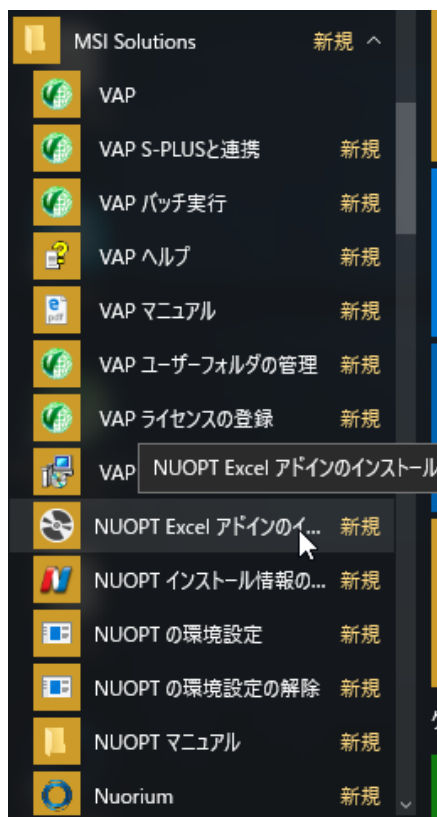 MSI Solutions 新規
VAP
VAP S-PLUSと連携 新規
VAP バッチ実行 新規
VAP ヘルプ 新規
VAP マニュアル 新規
VAP ユーザーフォルダの管理 新規
VAP ライセンスの登録 新規
VAP
NUOPT Excel アドインのインストール
NUOPT Excel アドインのイ... 新規
NUOPT インストール情報の... 新規
NUOPT の環境設定 新規
NUOPT の環境設定の解除 新規
NUOPT マニュアル 新規
Nuorium 新規